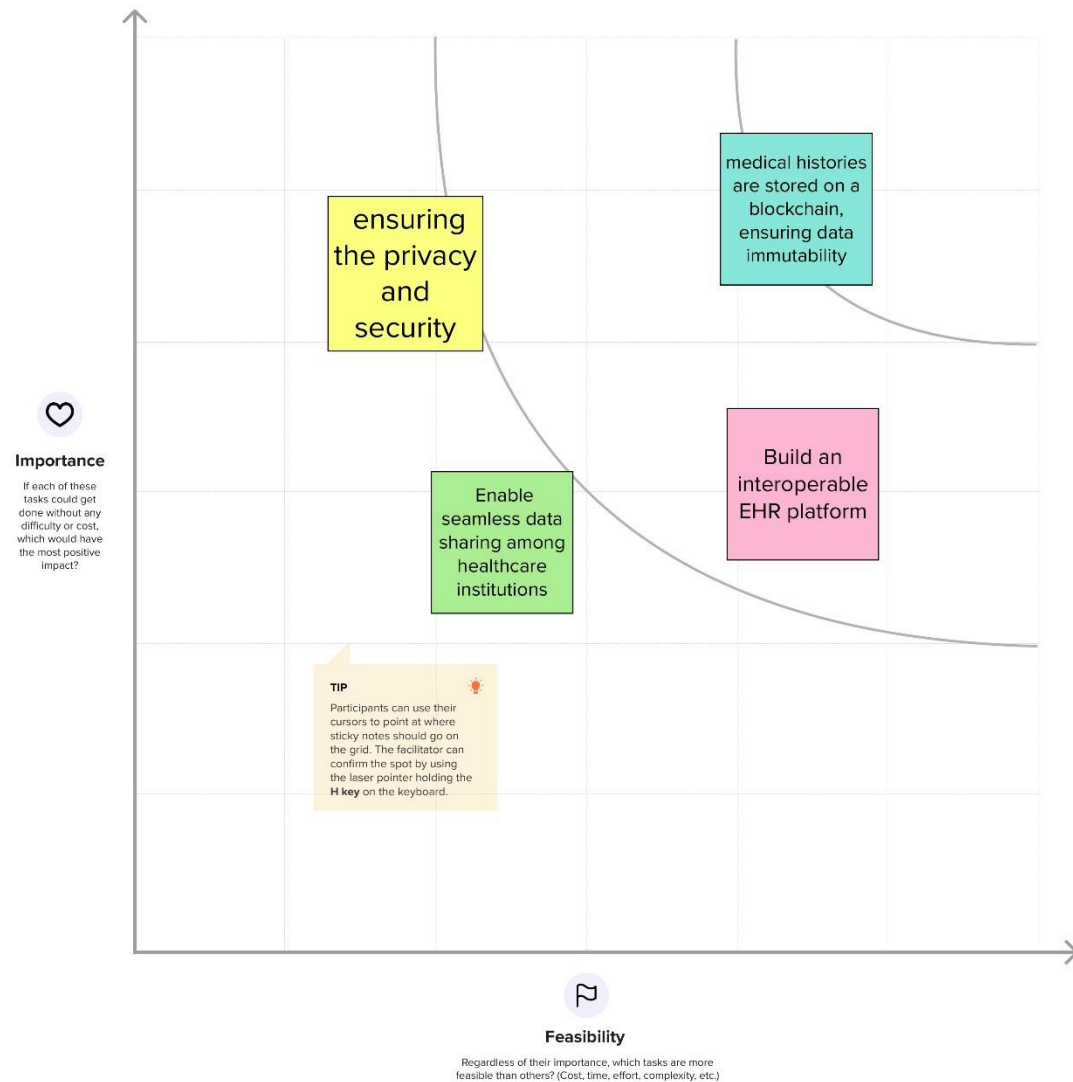 medical histories
are stored on a
blockchain,
ensuring data
immutability
ensuring
the privacy
and
security
Importance
If each of these
tasks could get
done without any
difficulty or cost,
which would have
the most positive
impact?
Build an
interoperable
EHR platform
Enable
seamless data
sharing among
healthcare
institutions
TIP
Participants can use their
cursors to point at where
sticky notes should go on
the grid. The facilitator can
confirm the spot by using
the laser pointer holding the
H key on the keyboard.
Feasibility
Regardless of their importance, which tasks are more
feasible than others? (Cost, time, effort, complexity, etc.)